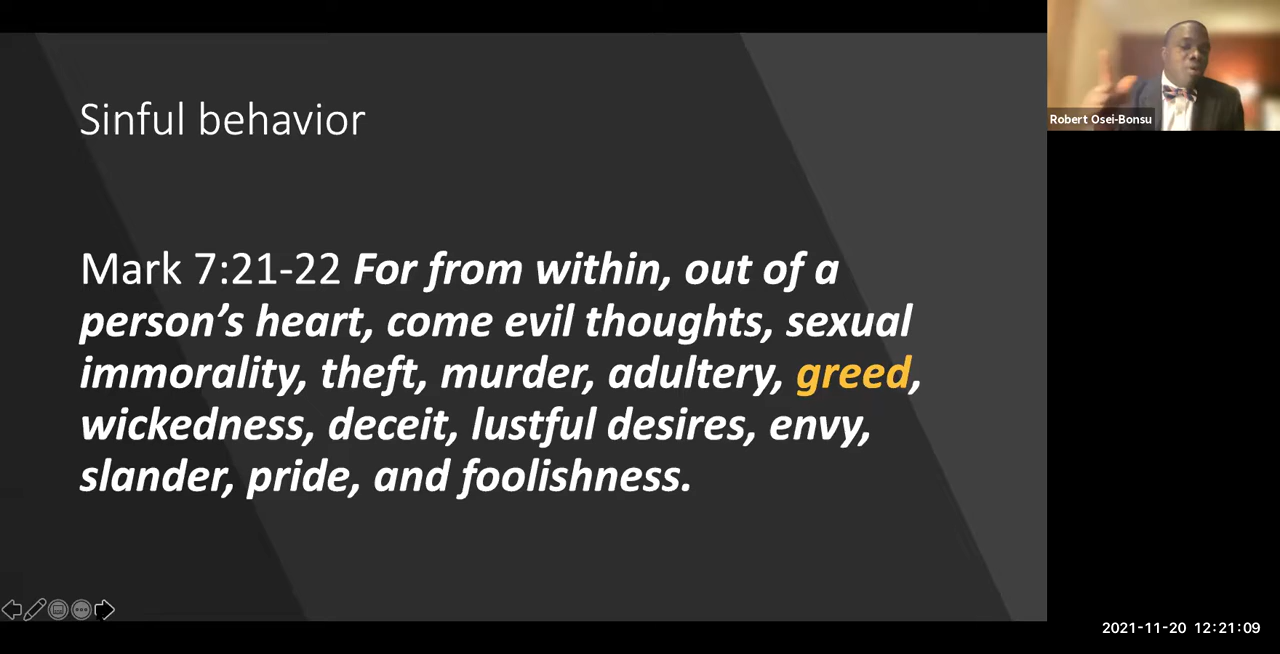 Sinful behavior
Mark 7:21-22 For from within, out of a
person’s heart, come evil thoughts, sexual
immorality, theft, murder, adultery, greed,
wickedness, deceit, lustful desires, envy,
slander, pride, and foolishness.
Robert Osei-Bonsu
2021-11-20 12:21:09